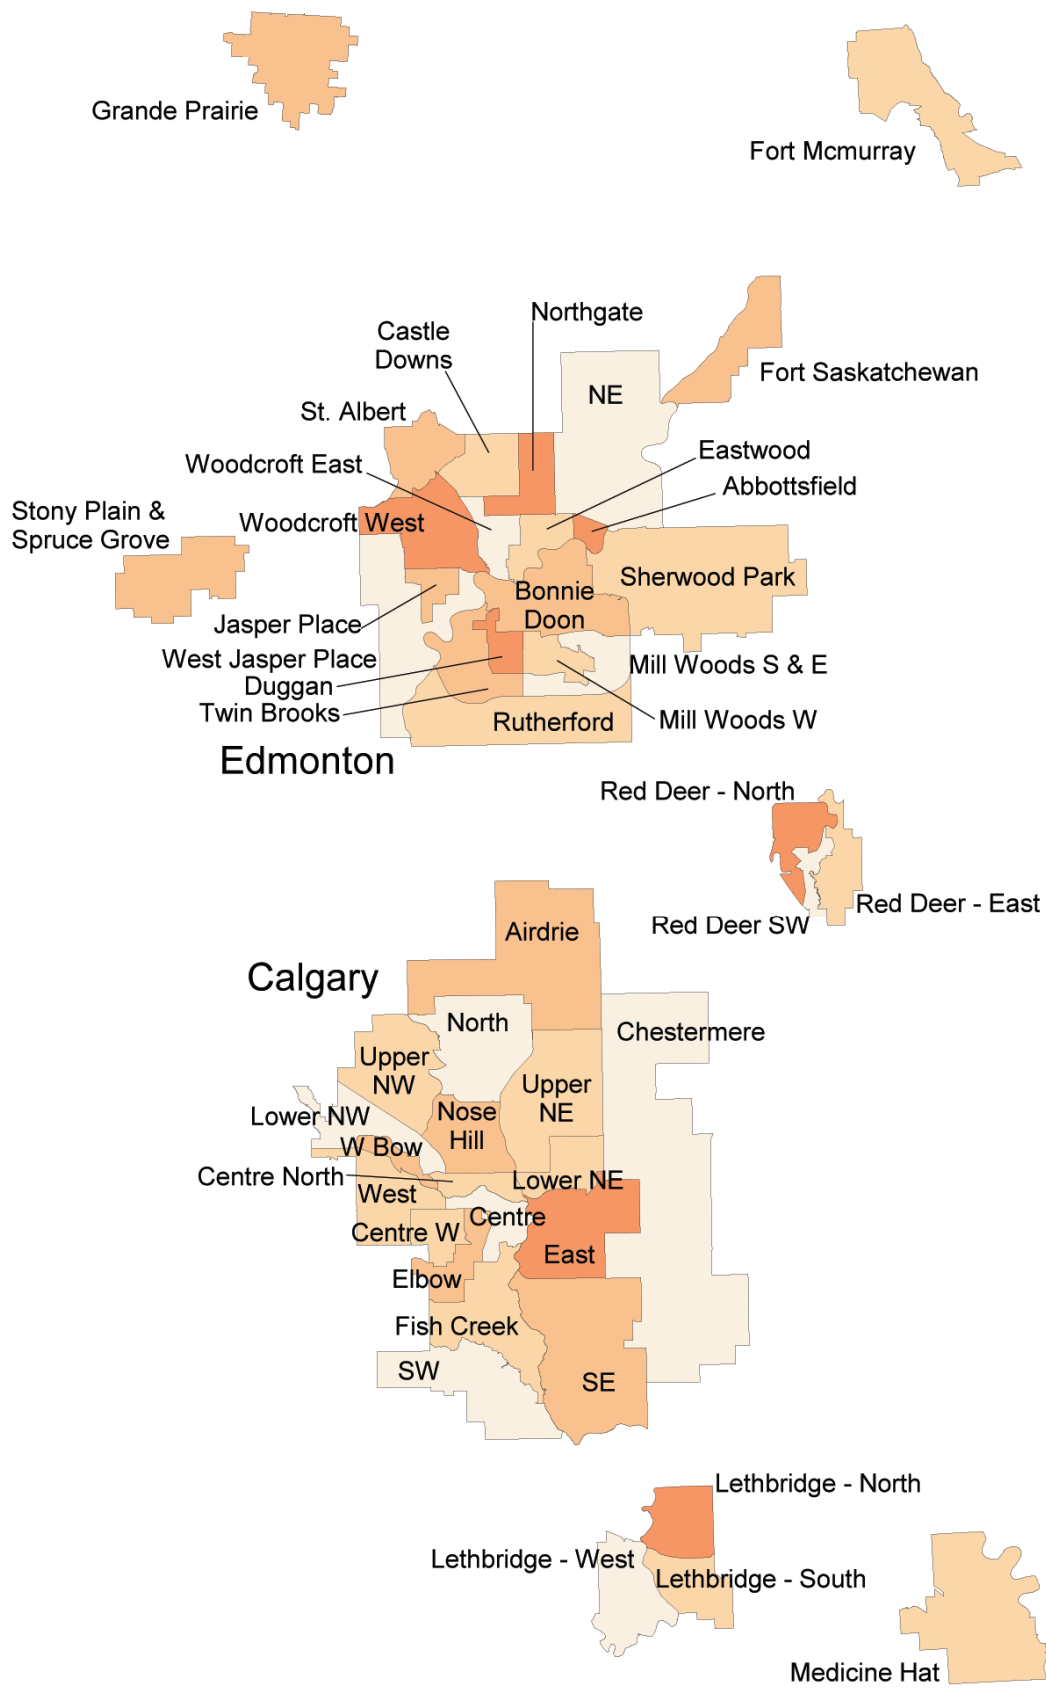 Grande Prairie
Fort Mcmurray
Northgate
Castle
Downs
Fort Saskatchewan
NE
St. Albert
Eastwood
Woodcroft East
Abbottsfield
Stony Plain &
Spruce Grove
Woodcroft West
Sherwood Park
Bonnie
Doon
Jasper Place
West Jasper Place
Mill Woods S & E
Duggan
Twin Brooks
Rutherford
Mill Woods W
Edmonton
Red Deer - North
Red Deer - East
Red Deer SW
Airdrie
Calgary
North
Chestermere
Upper
NW
Upper
NE
Lower NW
Nose
Hill
W Bow
Centre North
Lower NE
West
Centre
Centre W
East
Elbow
Fish Creek
SW
SE
Lethbridge - North
Lethbridge - West
Lethbridge - South
Medicine Hat